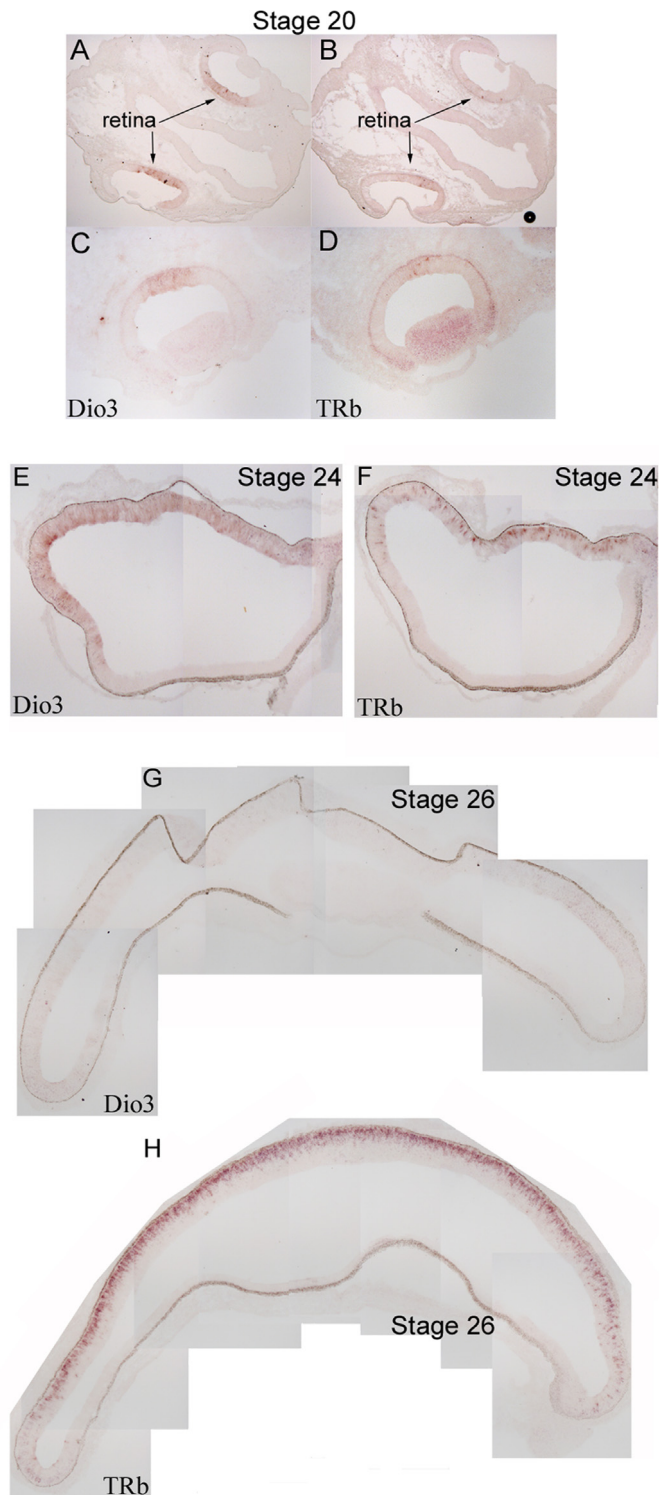 Stage 20
A
B
retina
retina
C
D
Dio3
TRb
E
Stage 24
F
Stage 24
Dio3
TRb
G
Stage 26
Dio3
H
Stage 26
TRb